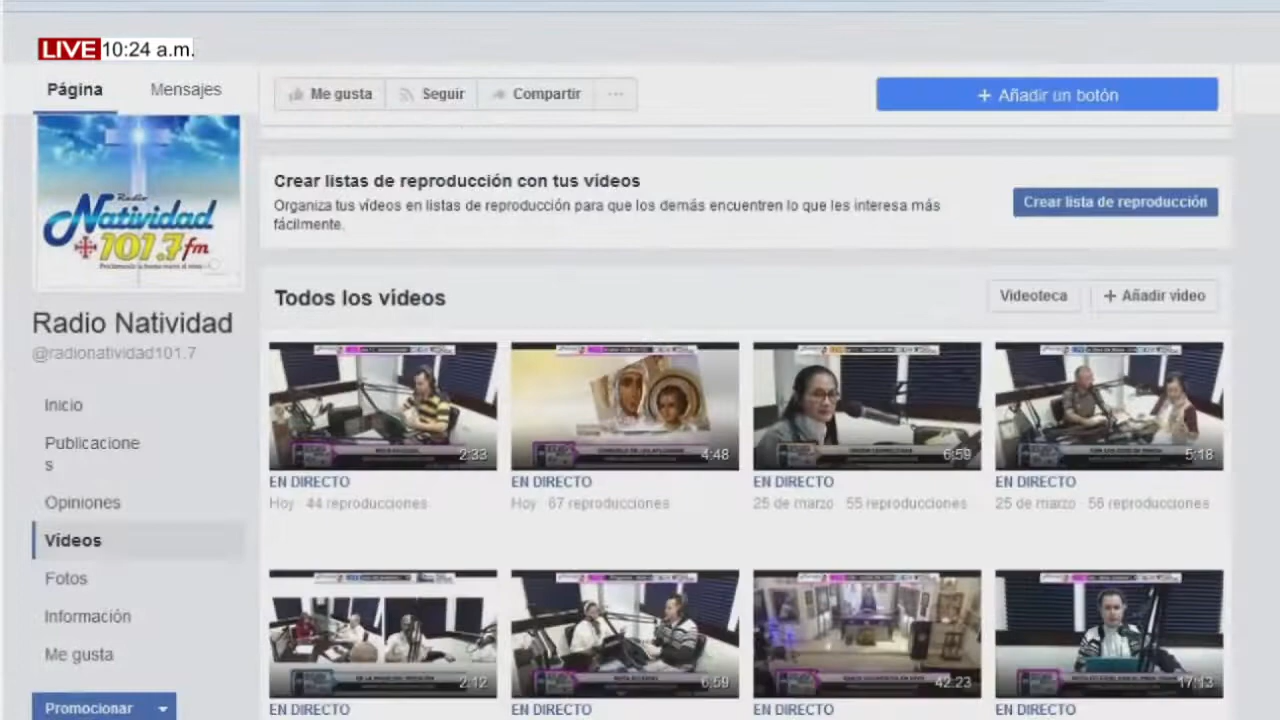 LIVE 10:24 a.m.
Página Mensajes
Me gusta Seguir Compartir ...
+ Añadir un botón
Radio
Natividad
101.7 fm
Crear listas de reproducción con tus vídeos
Organiza tus vídeos en listas de reproducción para que los demás encuentren lo que les interesa más
fácilmente.
Crear lista de reproducción
Radio Natividad
@radionatividad101.7
Inicio
Publicacione
s
Opiniones
Vídeos
Fotos
Información
Me gusta
Promocionar
Todos los vídeos
Videoteca
+ Añadir vídeo
2:33
EN DIRECTO
Hoy · 44 reproducciones
4:48
EN DIRECTO
Hoy · 67 reproducciones
6:59
EN DIRECTO
25 de marzo · 55 reproducciones
5:18
EN DIRECTO
25 de marzo · 56 reproducciones
2:12
EN DIRECTO
6:59
EN DIRECTO
42:23
EN DIRECTO
17:13
EN DIRECTO